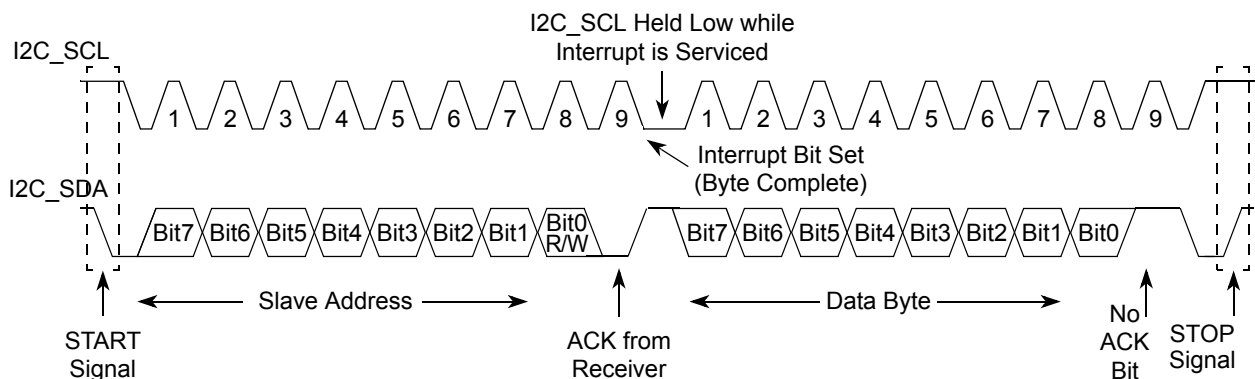 I2C_SCL Held Low while
Interrupt is Serviced
I2C_SCL
1 2 3 4 5 6 7 8 9 1 2 3 4 5 6 7 8 9
Interrupt Bit Set
(Byte Complete)
I2C_SDA
Bit7 Bit6 Bit5 Bit4 Bit3 Bit2 Bit1 Bit0 R/W Bit7 Bit6 Bit5 Bit4 Bit3 Bit2 Bit1 Bit0
Slave Address
Data Byte
START
Signal
ACK from
Receiver
No
ACK
Bit
STOP
Signal